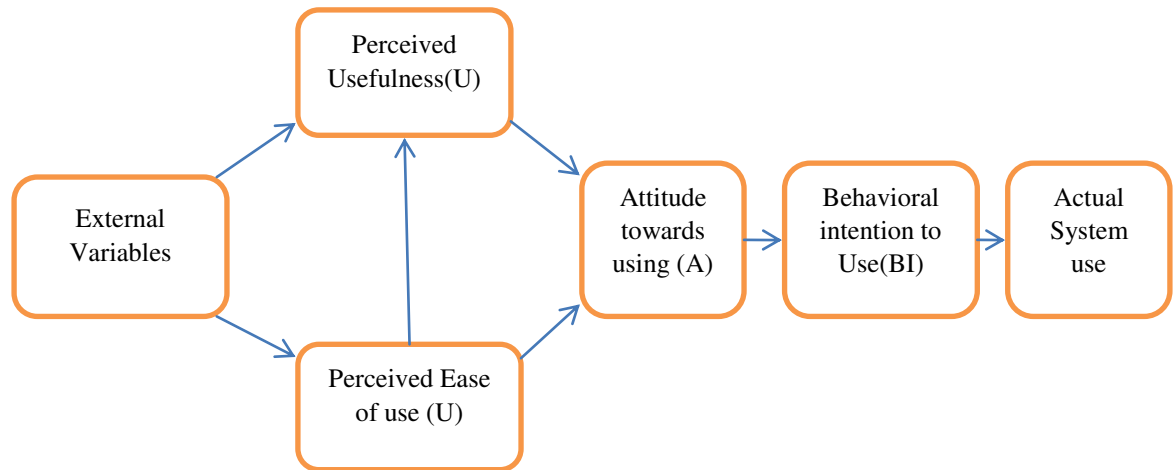 Perceived
Usefulness(U)
External
Variables
Perceived Ease
of use (U)
Attitude
towards
using (A)
Behavioral
intention to
Use(BI)
Actual
System
use